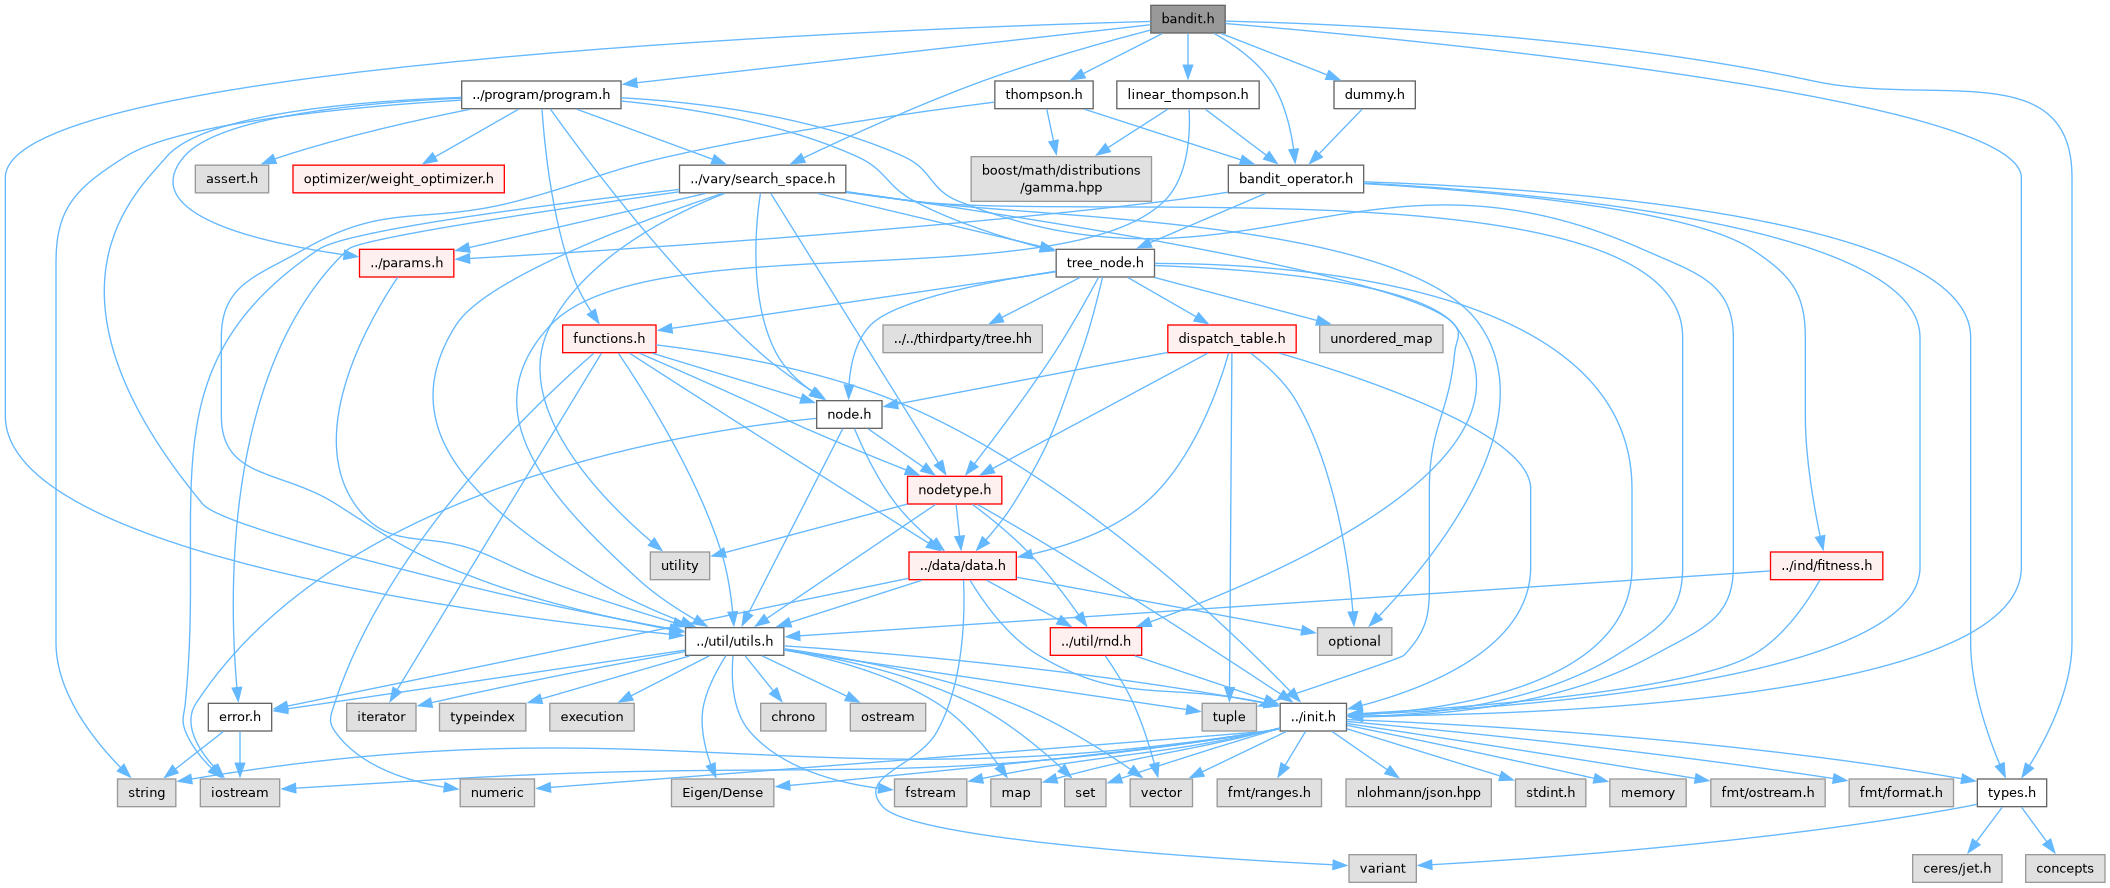 bandit.h
../program/program.h
thompson.h
linear_thompson.h
dummy.h
assert.h
optimizer/weight_optimizer.h
../vary/search_space.h
boost/math/distributions
/gamma.hpp
bandit_operator.h
../params.h
tree_node.h
functions.h
../../thirdparty/tree.hh
dispatch_table.h
unordered_map
node.h
nodetype.h
utility
../data/data.h
../ind/fitness.h
../util/utils.h
../util/rnd.h
optional
error.h
iterator
typeindex
execution
chrono
ostream
tuple
../init.h
string
iostream
numeric
Eigen/Dense
fstream
map
set
vector
fmt/ranges.h
nlohmann/json.hpp
stdint.h
memory
fmt/ostream.h
fmt/format.h
types.h
variant
ceres/jet.h
concepts